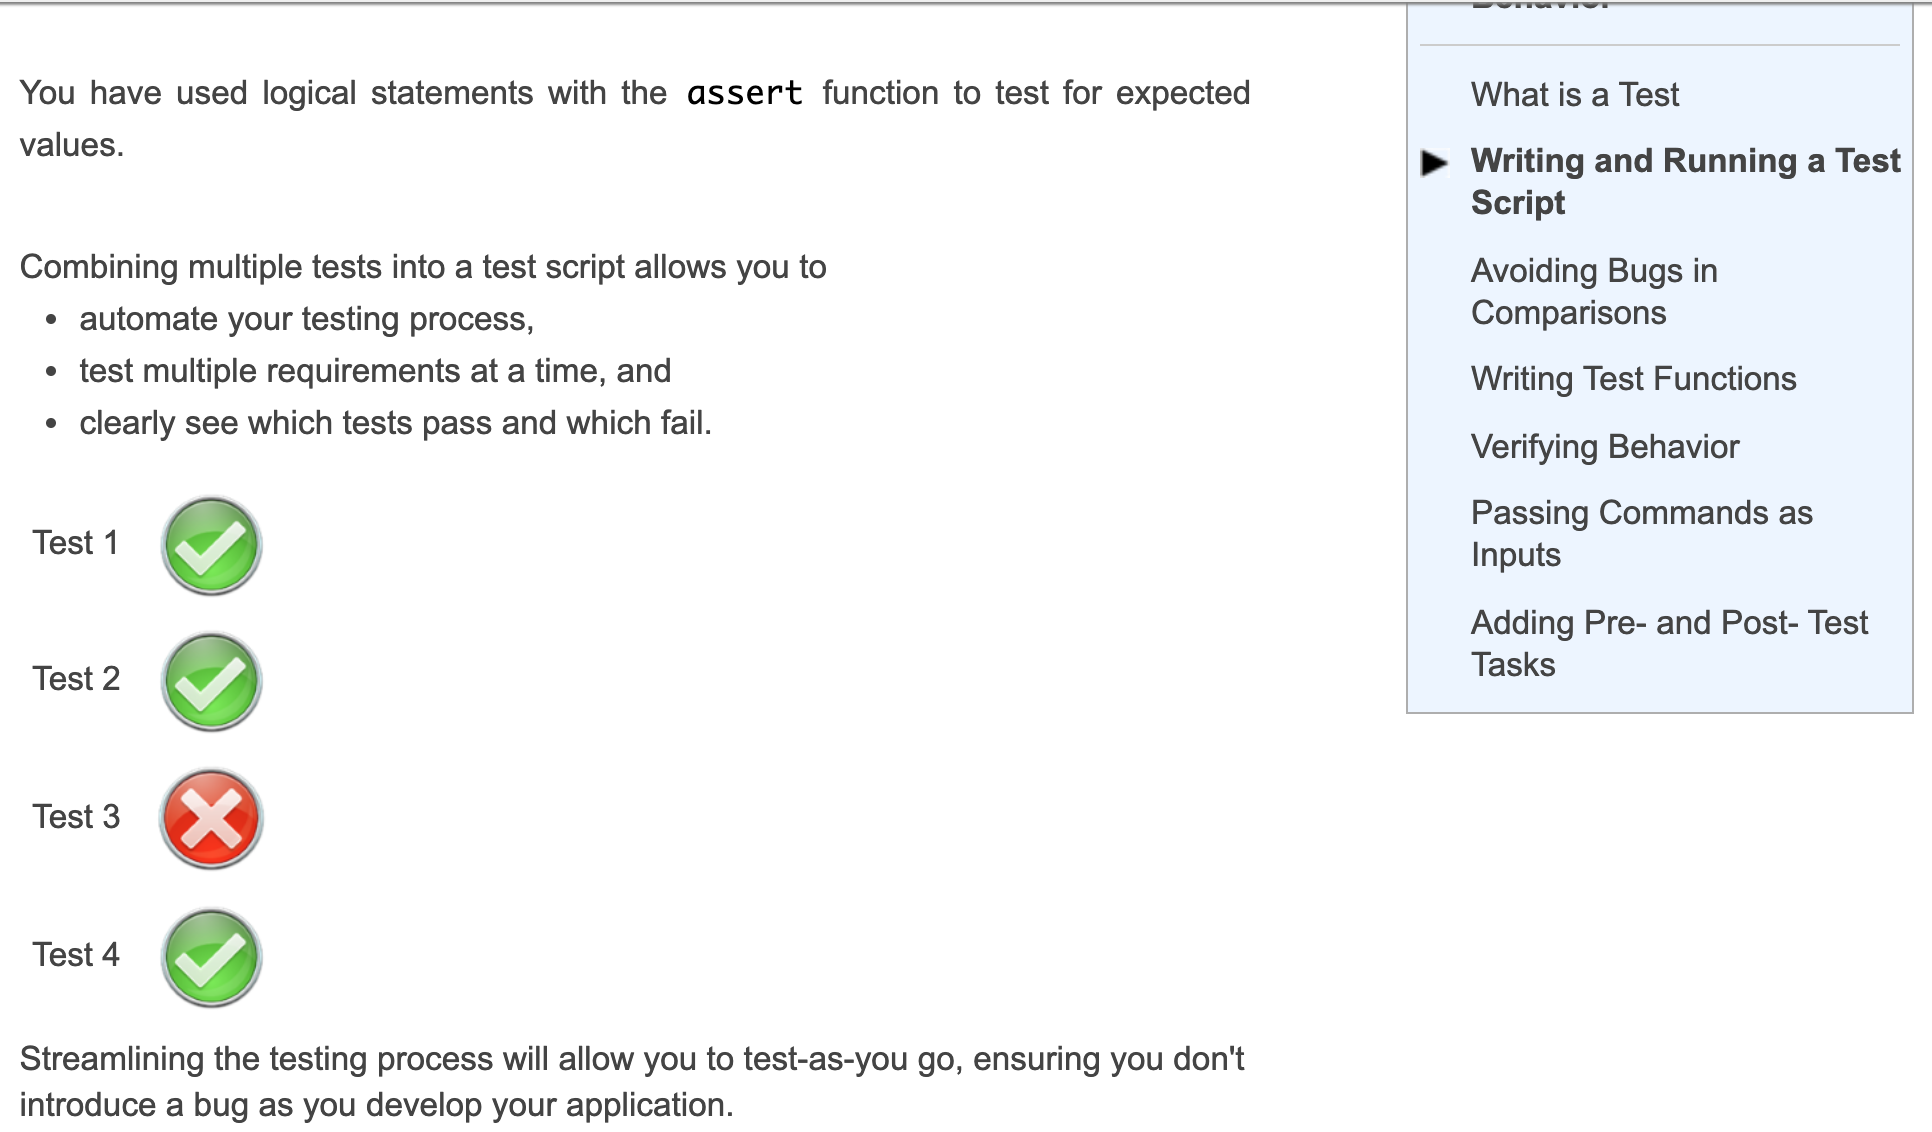 You have used logical statements with the assert function to test for expected
values.
Combining multiple tests into a test script allows you to
• automate your testing process,
• test multiple requirements at a time, and
• clearly see which tests pass and which fail.
Test 1
Test 2
Test 3
Test 4
Streamlining the testing process will allow you to test-as-you go, ensuring you don't
introduce a bug as you develop your application.
Behavior
What is a Test
Writing and Running a Test
Script
Avoiding Bugs in
Comparisons
Writing Test Functions
Verifying Behavior
Passing Commands as
Inputs
Adding Pre- and Post- Test
Tasks